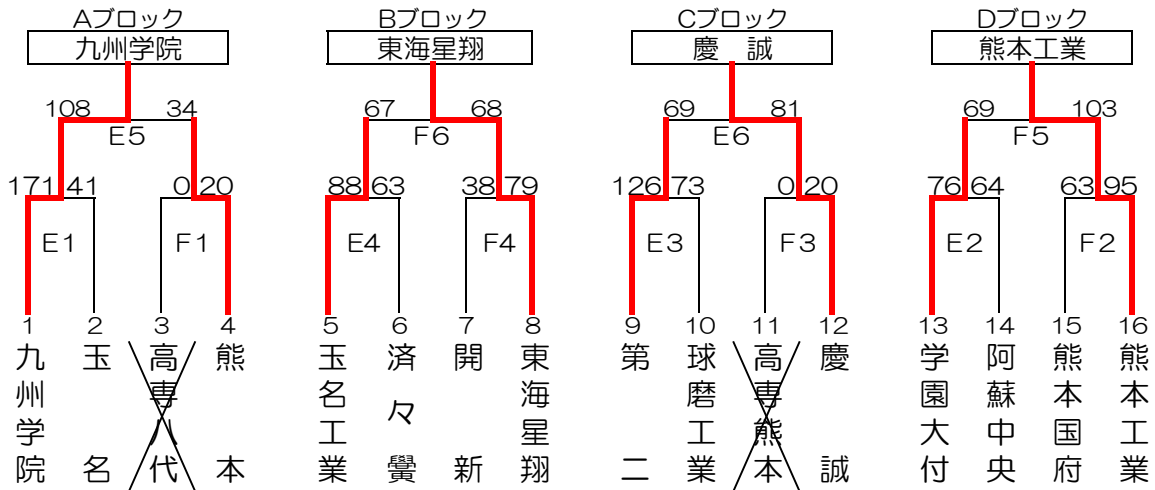 Aブロック Bブロック Cブロック Dブロック
九州学院 東海星翔 慶 誠 熊本工業
108 34 67 68 69 81 69 103
E5 F6 E6 F5
171 41 0 20 88 63 38 79 126 73 0 20 76 64 63 95
E1 F1 E4 F4 E3 F3 E2 F2
1 2 3 4 5 6 7 8 9 10 11 12 13 14 15 16
九州学院
玉名
高専八代
熊本
玉名工業
済々黌
開新
東海星翔
第二
球磨工業
高専熊本
慶誠
学園大付
阿蘇中央
熊本国府
熊本工業